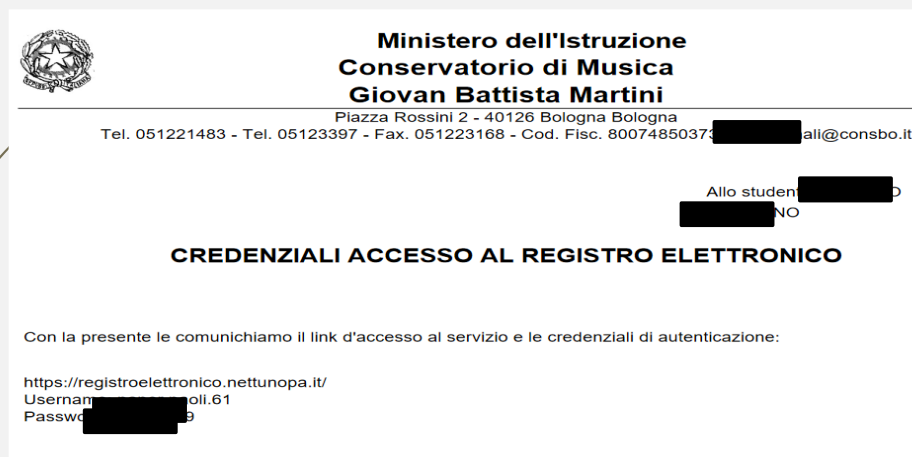 Ministero dell'Istruzione
Conservatorio di Musica
Giovan Battista Martini
Piazza Rossini 2 - 40126 Bologna Bologna
Tel. 051221483 - Tel. 05123397 - Fax. 051223168 - Cod. Fisc. 8007485037 ali@consbo.it
Allo studen
NO
CREDENZIALI ACCESSO AL REGISTRO ELETTRONICO
Con la presente le comunichiamo il link d'accesso al servizio e le credenziali di autenticazione:
https://registroelettronico.nettunopa.it/
Usernam oli.61
Passwo 9